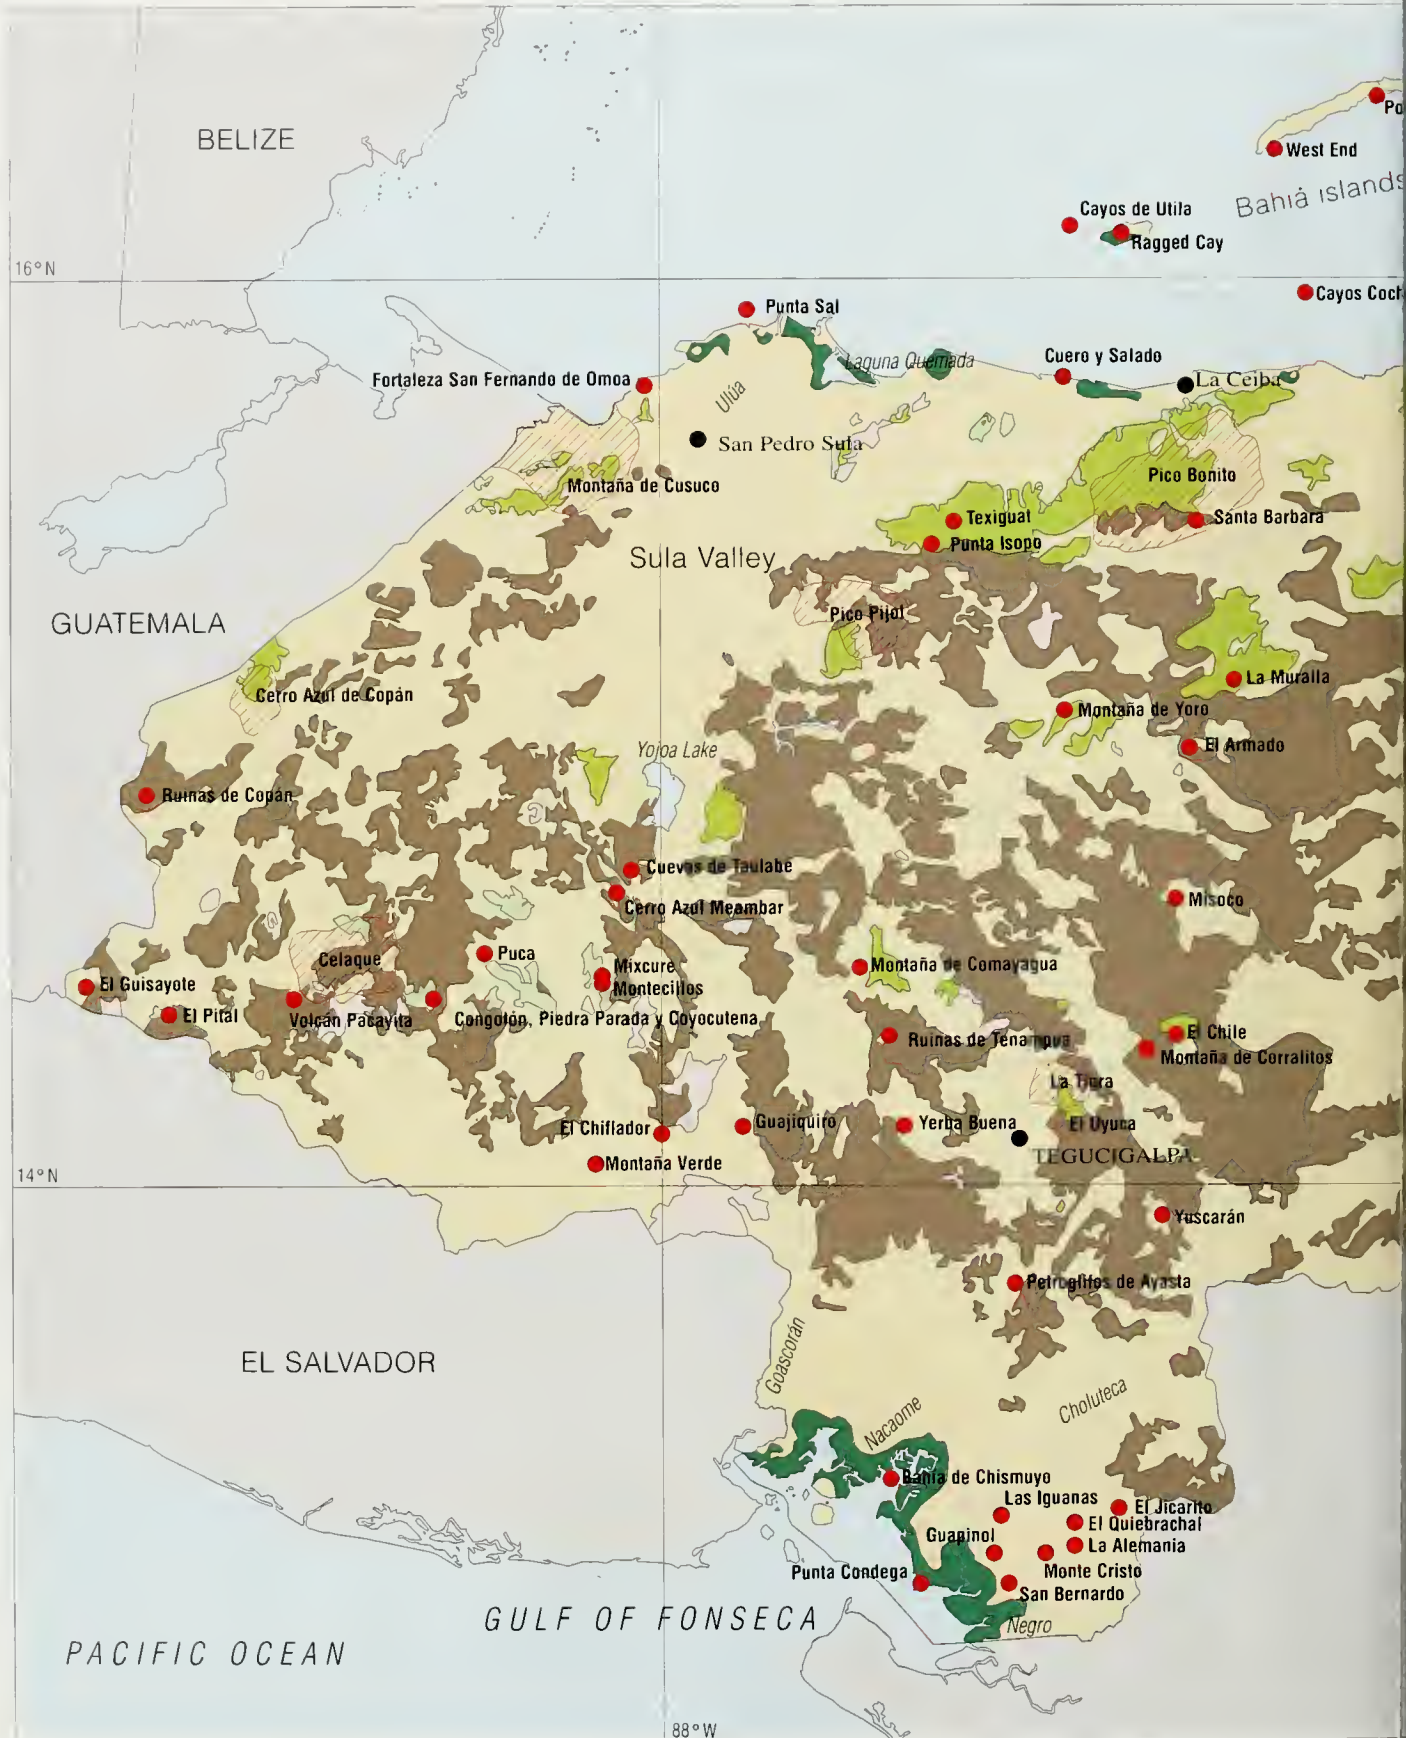 BELIZE
Po
West End
Bahiá islands
Cayos de Utila
Ragged Cay
16°N
Cayos Coch
Punta Sal
Laguna Quemada
Cuero y Salado
Fortaleza San Fernando de Omoa
La Ceiba
Ulúa
San Pedro Sula
Pico Bonito
Montaña de Cusuco
Texiguat
Santa Barbara
Punta Isopo
Sula Valley
Pico Pijol
GUATEMALA
La Muralla
Cerro Azul de Copán
Montaña de Yoro
El Armado
Yojoa Lake
Ruinas de Copán
Cuevas de Taulabe
Misoco
Cerro Azul Meambar
Puca
Celaque
Mixcure
Montaña de Comayagua
Montecillos
El Guisayote
El Pital
Volcán Pacayita
Congolón, Piedra Parada y Coyocutena
El Chile
Ruinas de Tenampua
Montaña de Corralitos
La Tigra
El Chiflador
Guajiquiro
Yerba Buena
El Uyuca
TEGUCIGALPA
Montaña Verde
14°N
Yuscarán
Petroglifos de Ayasta
Goascorán
EL SALVADOR
Choluteca
Nacaome
Bahía de Chismuyo
Las Iguanas
El Jicarito
El Quiebrachal
Guapinol
La Alemania
Punta Condega
Monte Cristo
San Bernardo
GULF OF FONSECA
Negro
PACIFIC OCEAN
88°W